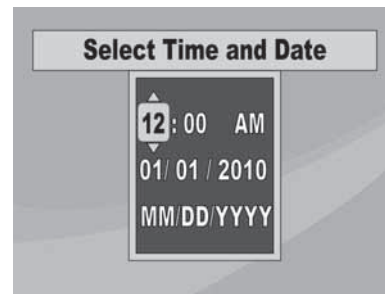 Select Time and Date
12 : 00 AM
01/ 01 / 2010
MM/DD/YYYY